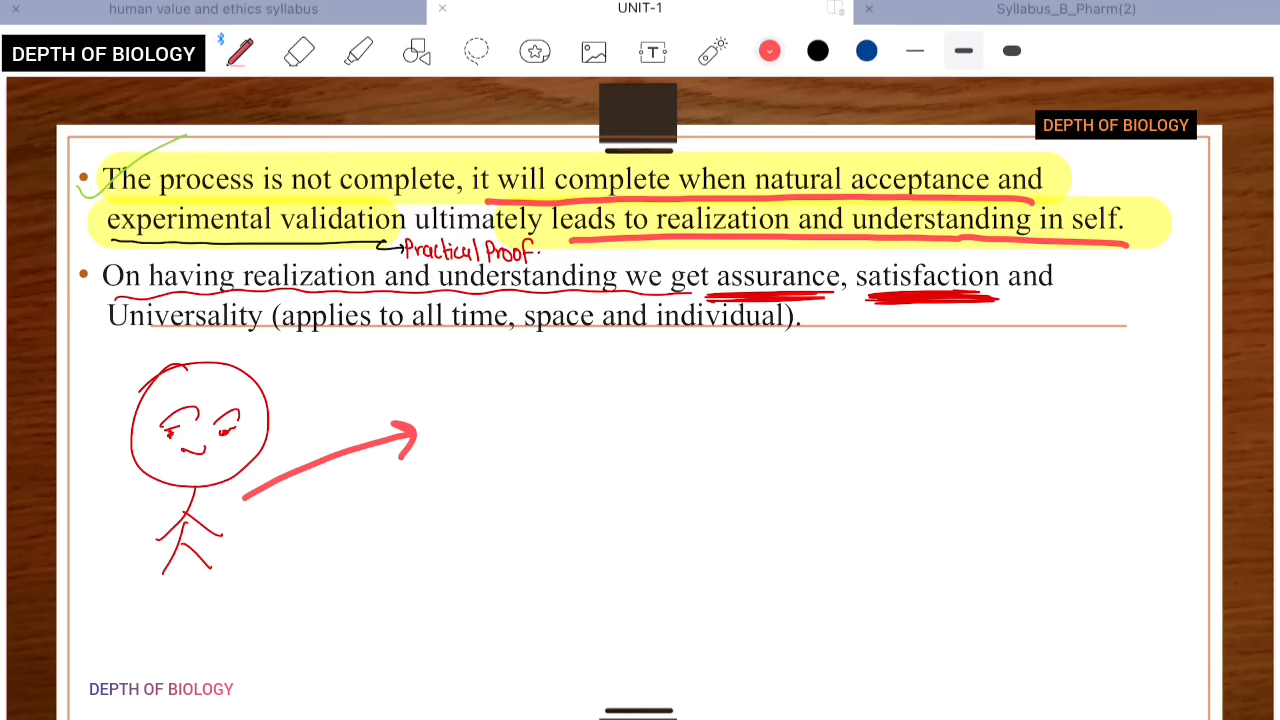 human value and ethics syllabus
UNIT-1
Syllabus_B_Pharm(2)
DEPTH OF BIOLOGY
T
DEPTH OF BIOLOGY
• The process is not complete, it will complete when natural acceptance and
experimental validation ultimately leads to realization and understanding in self.
Practical Proof.
• On having realization and understanding we get assurance, satisfaction and
Universality (applies to all time, space and individual).
DEPTH OF BIOLOGY